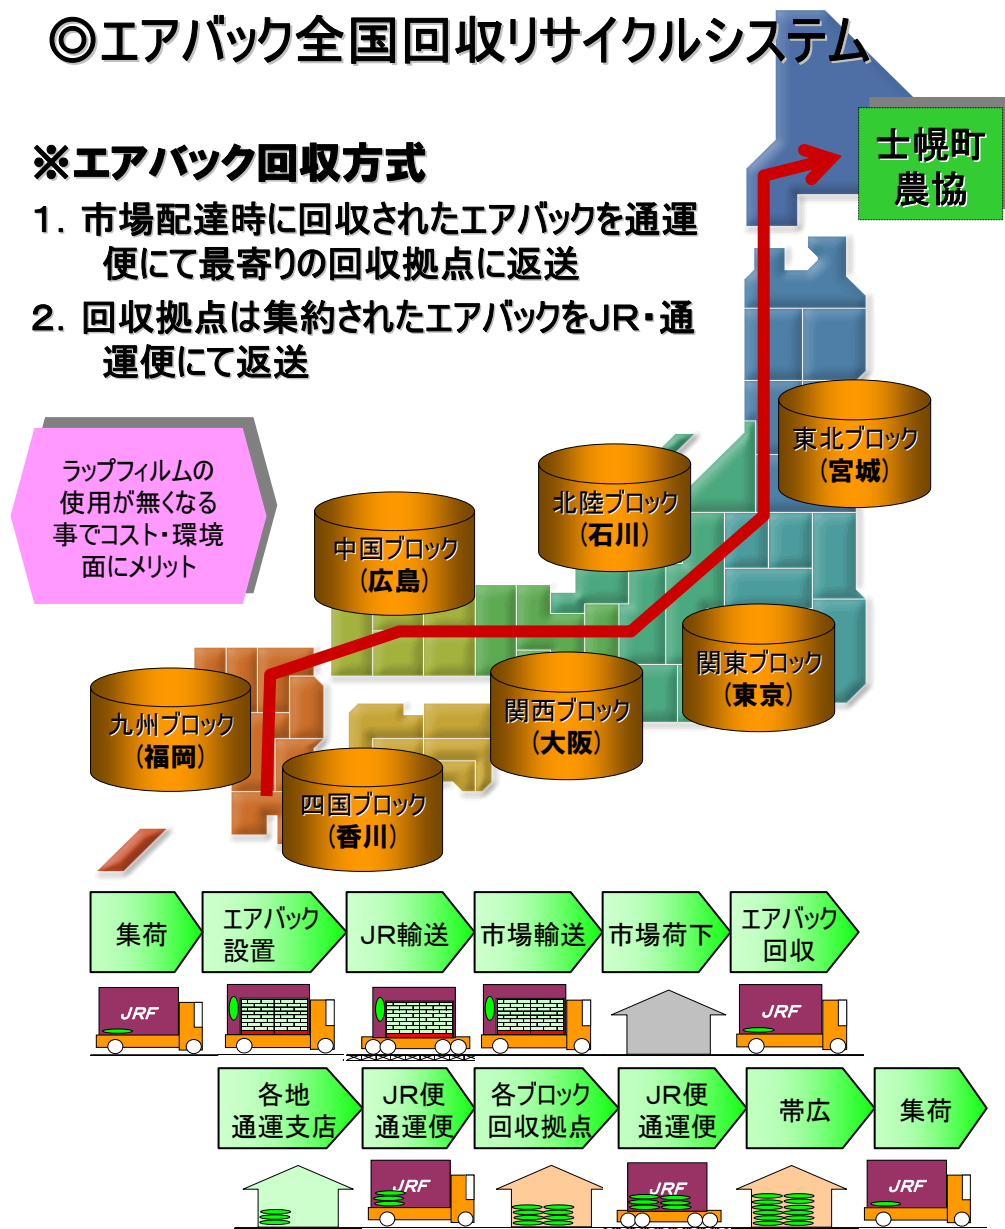 ◎エアバック全国回収リサイクルシステム
士幌町
農協
※エアバック回収方式
１．市場配達時に回収されたエアバックを通運
便にて最寄りの回収拠点に返送
２．回収拠点は集約されたエアバックをＪＲ・通
運便にて返送
ラップフィルムの
使用が無くなる
事でコスト・環境
面にメリット
東北ブロック
(宮城)
北陸ブロック
(石川)
中国ブロック
(広島)
関東ブロック
(東京)
関西ブロック
(大阪)
九州ブロック
(福岡)
四国ブロック
(香川)
集荷
エアバック
設置
ＪＲ輸送
市場輸送
市場荷下
エアバック
回収
JRF
JRF
各地
通運支店
ＪＲ便
通運便
各ブロック
回収拠点
ＪＲ便
通運便
帯広
集荷
JRF
JRF
JRF